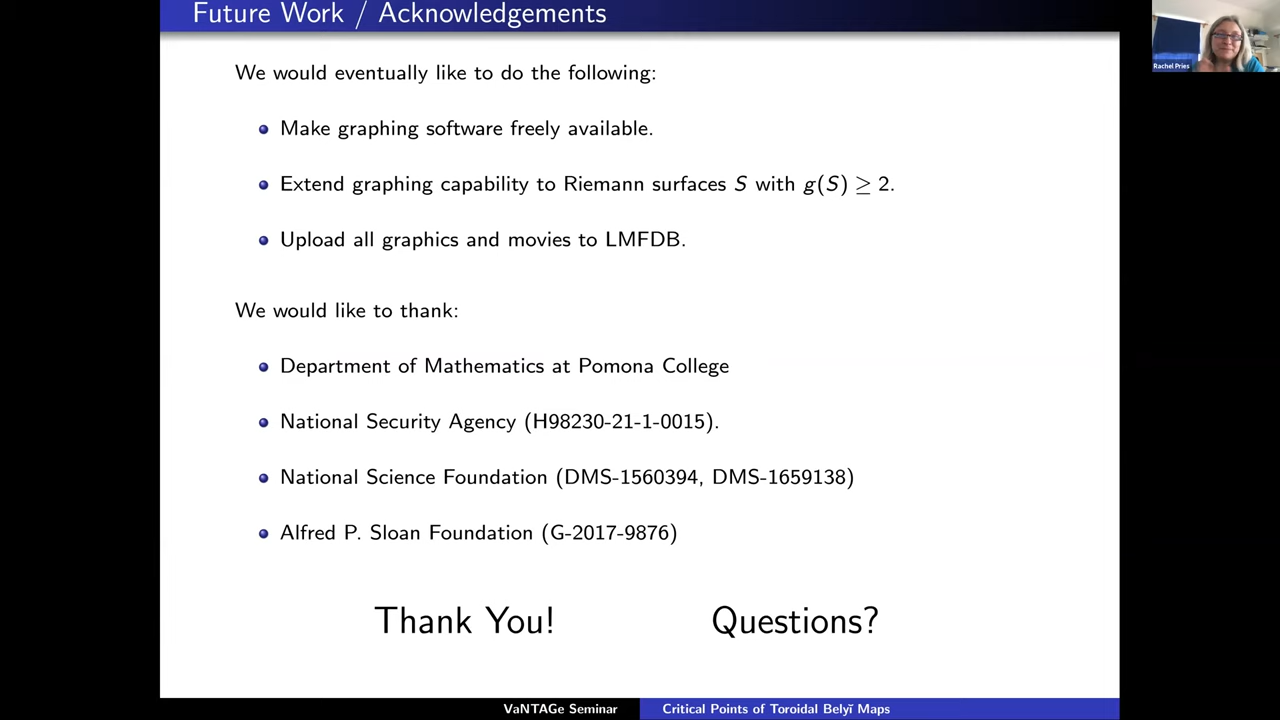 Future Work / Acknowledgements
Rachel Pries
We would eventually like to do the following:
Make graphing software freely available.
Extend graphing capability to Riemann surfaces S with g(S) ≥ 2.
Upload all graphics and movies to LMFDB.
We would like to thank:
Department of Mathematics at Pomona College
National Security Agency (H98230-21-1-0015).
National Science Foundation (DMS-1560394, DMS-1659138)
Alfred P. Sloan Foundation (G-2017-9876)
Thank You! Questions?
VaNTAGe Seminar Critical Points of Toroidal Belyĭ Maps